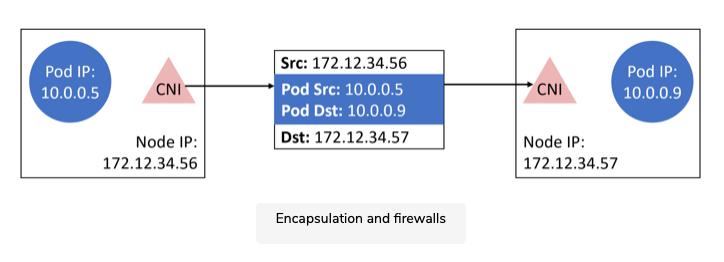 Pod IP:
10.0.0.5
CNI
Node IP:
172.12.34.56
Src: 172.12.34.56
Pod Src: 10.0.0.5
Pod Dst: 10.0.0.9
Dst: 172.12.34.57
CNI
Pod IP:
10.0.0.9
Node IP:
172.12.34.57
Encapsulation and firewalls